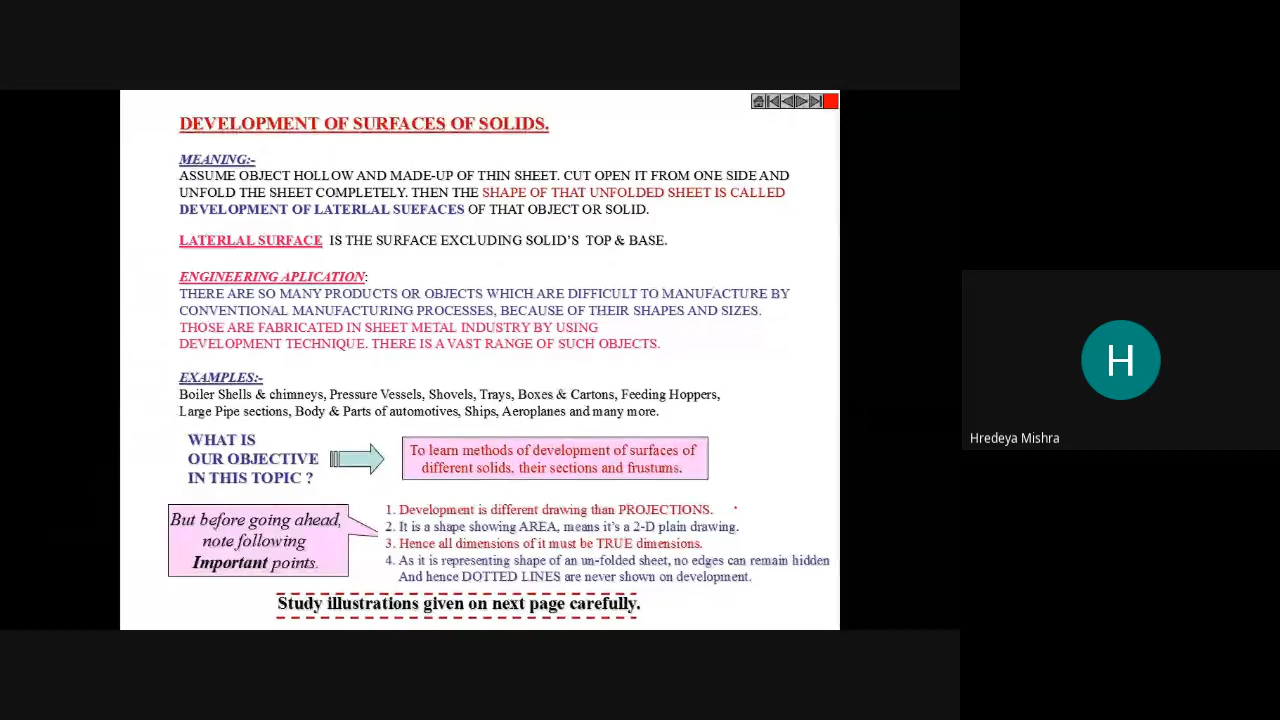 DEVELOPMENT OF SURFACES OF SOLIDS.
MEANING:-
ASSUME OBJECT HOLLOW AND MADE-UP OF THIN SHEET. CUT OPEN IT FROM ONE SIDE AND
UNFOLD THE SHEET COMPLETELY. THEN THE SHAPE OF THAT UNFOLDED SHEET IS CALLED
DEVELOPMENT OF LATERLAL SUEFACES OF THAT OBJECT OR SOLID.
LATERLAL SURFACE IS THE SURFACE EXCLUDING SOLID'S TOP & BASE.
ENGINEERING APLICATION:
THERE ARE SO MANY PRODUCTS OR OBJECTS WHICH ARE DIFFICULT TO MANUFACTURE BY
CONVENTIONAL MANUFACTURING PROCESSES, BECAUSE OF THEIR SHAPES AND SIZES.
THOSE ARE FABRICATED IN SHEET METAL INDUSTRY BY USING
DEVELOPMENT TECHNIQUE. THERE IS A VAST RANGE OF SUCH OBJECTS.
EXAMPLES:-
Boiler Shells & chimneys, Pressure Vessels, Shovels, Trays, Boxes & Cartons, Feeding Hoppers,
Large Pipe sections, Body & Parts of automotives, Ships, Aeroplanes and many more.
WHAT IS
OUR OBJECTIVE
IN THIS TOPIC ?
To learn methods of development of surfaces of
different solids, their sections and frustums.
But before going ahead,
note following
Important points.
1. Development is different drawing than PROJECTIONS.
2. It is a shape showing AREA, means it's a 2-D plain drawing.
3. Hence all dimensions of it must be TRUE dimensions.
4. As it is representing shape of an un-folded sheet, no edges can remain hidden
And hence DOTTED LINES are never shown on development.
Study illustrations given on next page carefully.
H
Hredeya Mishra